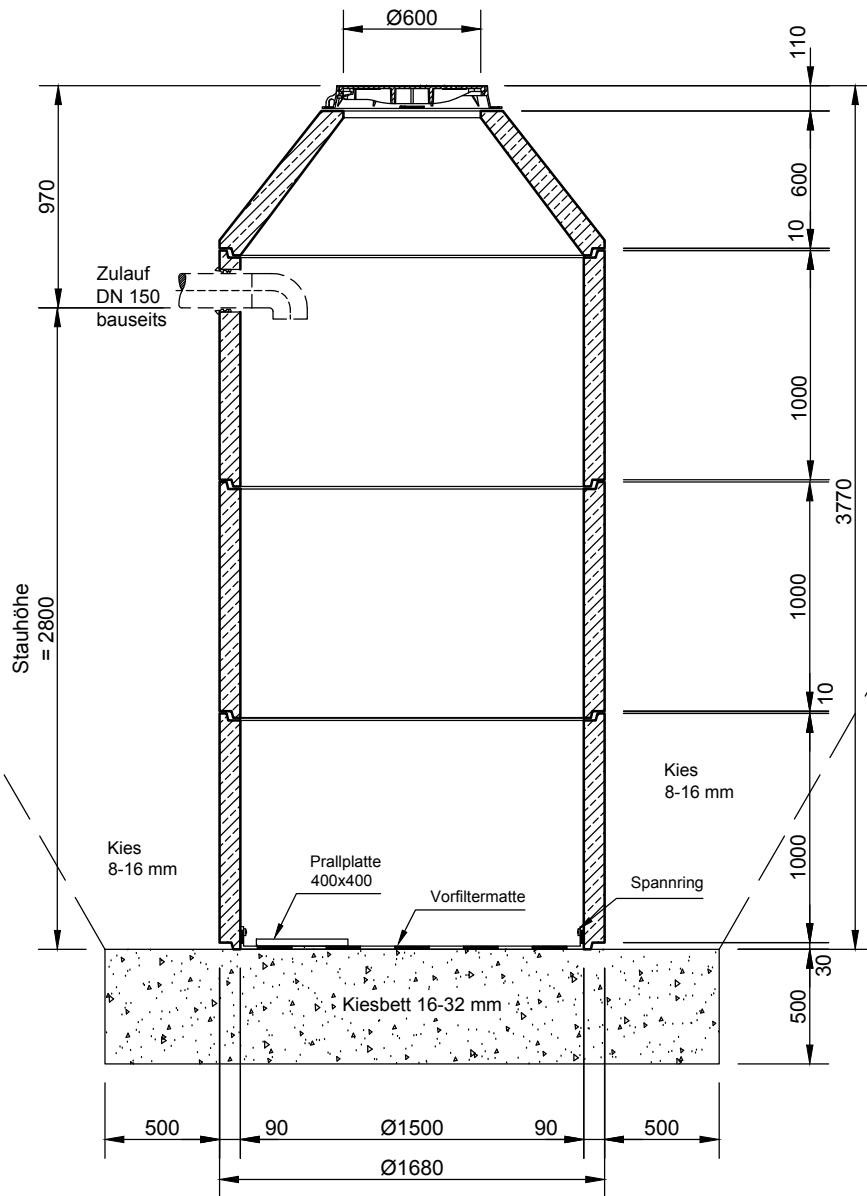 Ø600
110
970
600
10
Zulauf
DN 150
bauseits
1000
3770
Stauhöhe
= 2800
1000
10
Kies
8-16 mm
Kies
8-16 mm
1000
Prallplatte
400x400
Vorfiltermatte
Spannring
30
Kiesbett 16-32 mm
500
500
90
Ø1500
90
500
Ø1680